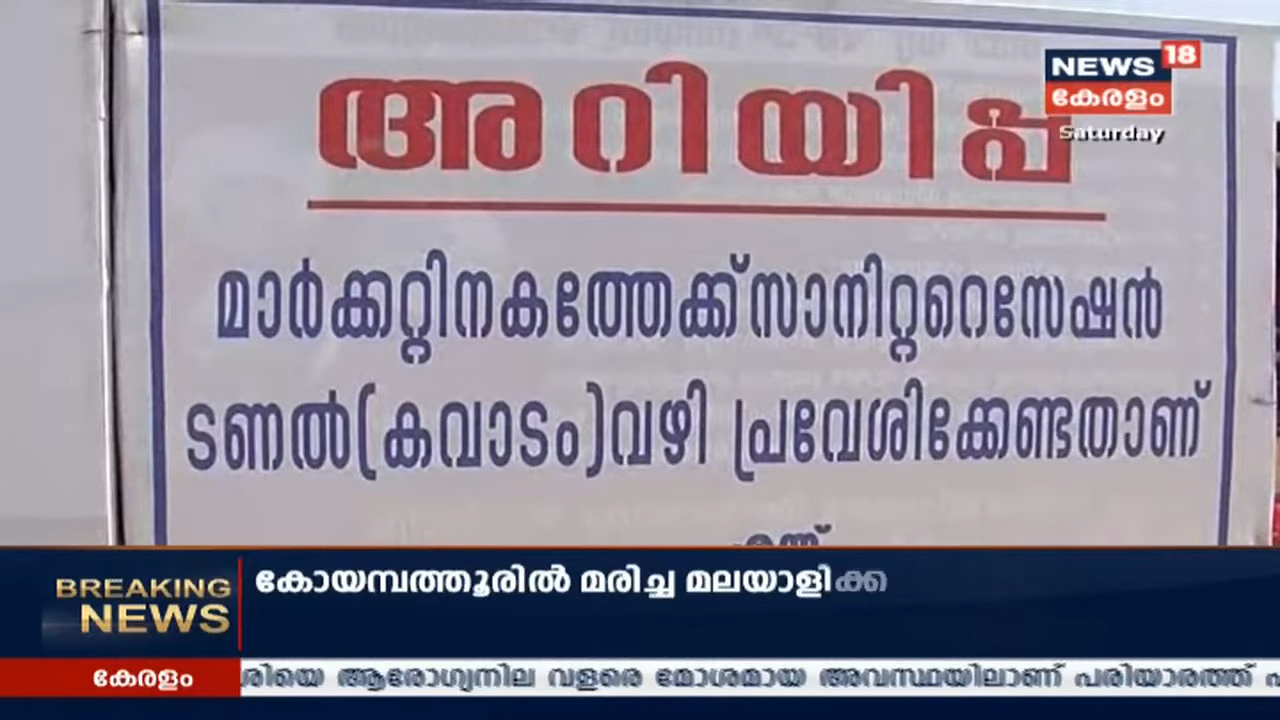 അറിയിപ്പ
NEWS 18
കേരളം
Saturday
മാർക്കറ്റിനകത്തേക്ക് സാനിറ്ററൈസേഷൻ
ടണൽ(കവാടം)വഴി പ്രവേശിക്കേണ്ടതാണ്
എന്ന്
BREAKING
NEWS
കോയമ്പത്തൂരിൽ മരിച്ച മലയാളിക്ക
കേരളം
രിയെ ആരോഗ്യനില വളരെ മോശമായ അവസ്ഥയിലാണ് പരിയാരത്ത്